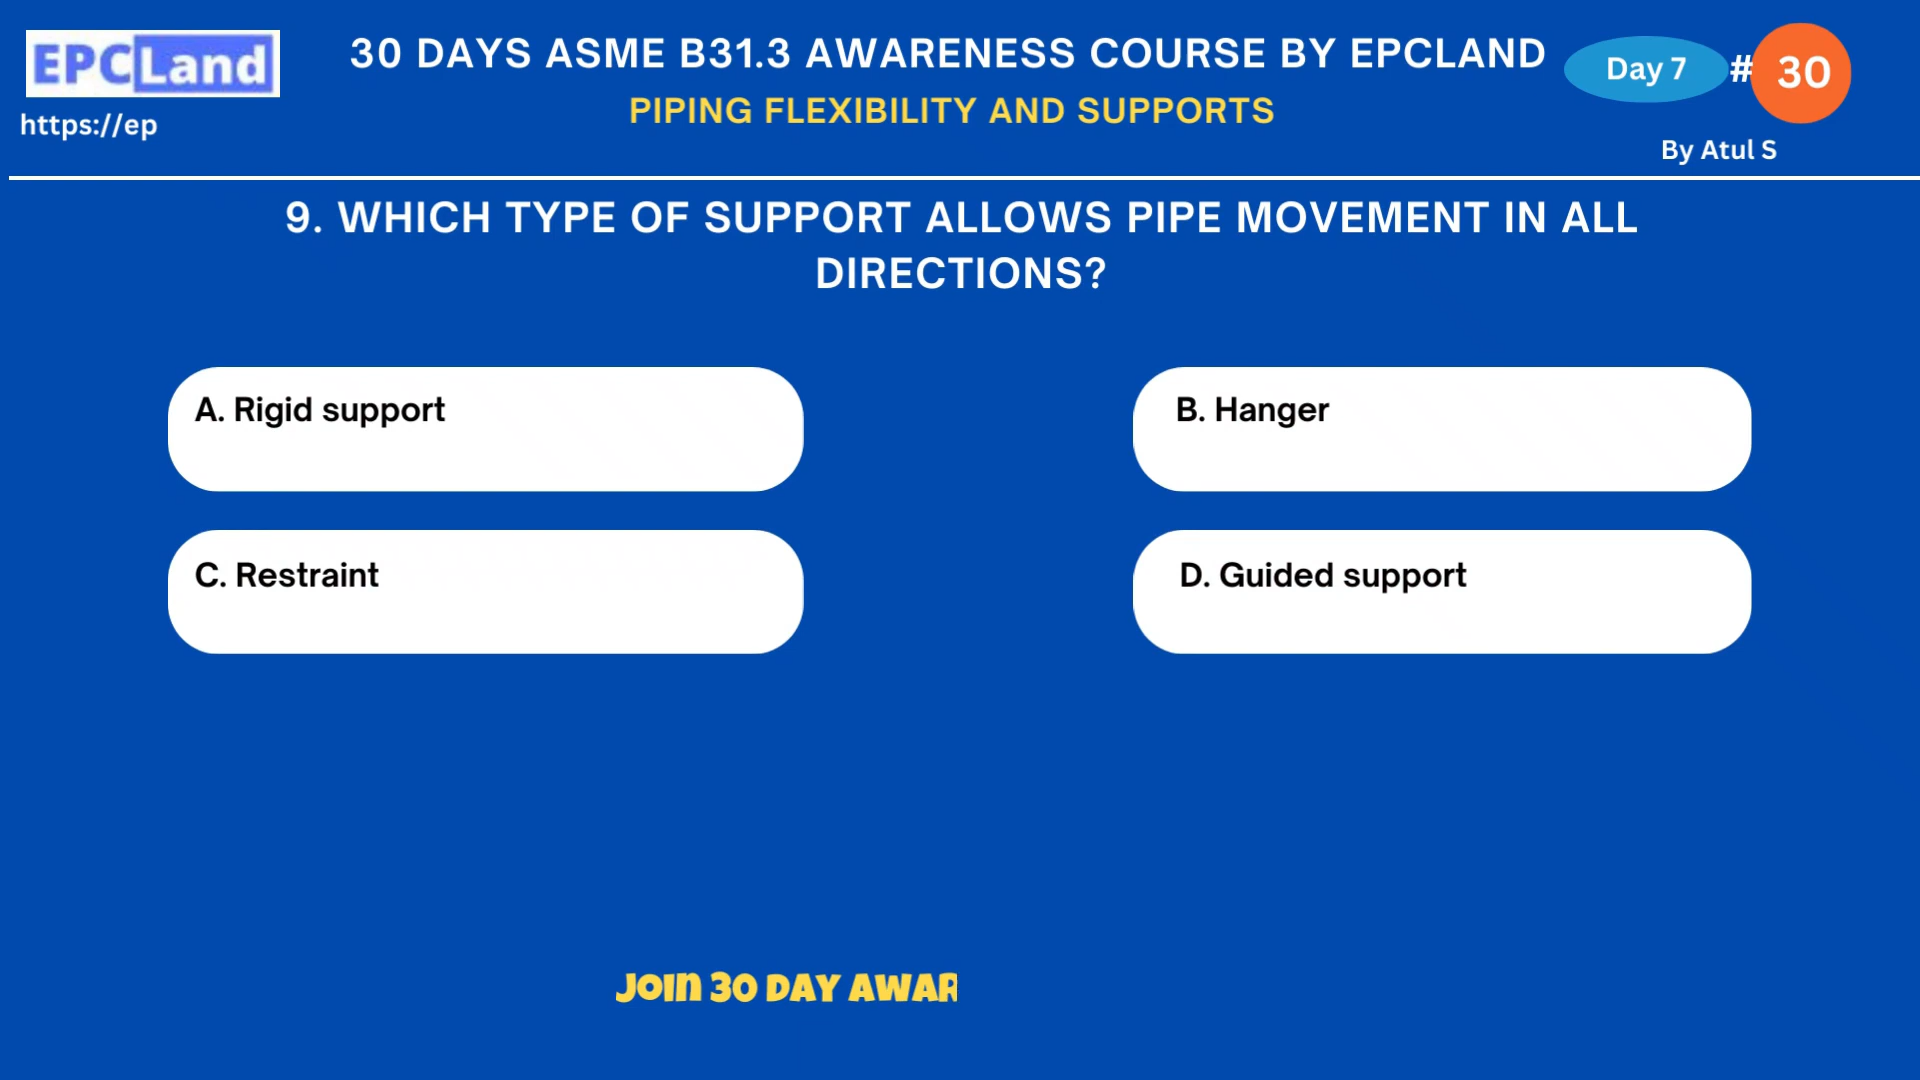 EPCLand
https://ep
30 DAYS ASME B31.3 AWARENESS COURSE BY EPCLAND
PIPING FLEXIBILITY AND SUPPORTS
Day 7 # 30
By Atul S
9. WHICH TYPE OF SUPPORT ALLOWS PIPE MOVEMENT IN ALL
DIRECTIONS?
A. Rigid support
B. Hanger
C. Restraint
D. Guided support
Join 30 Day Awar